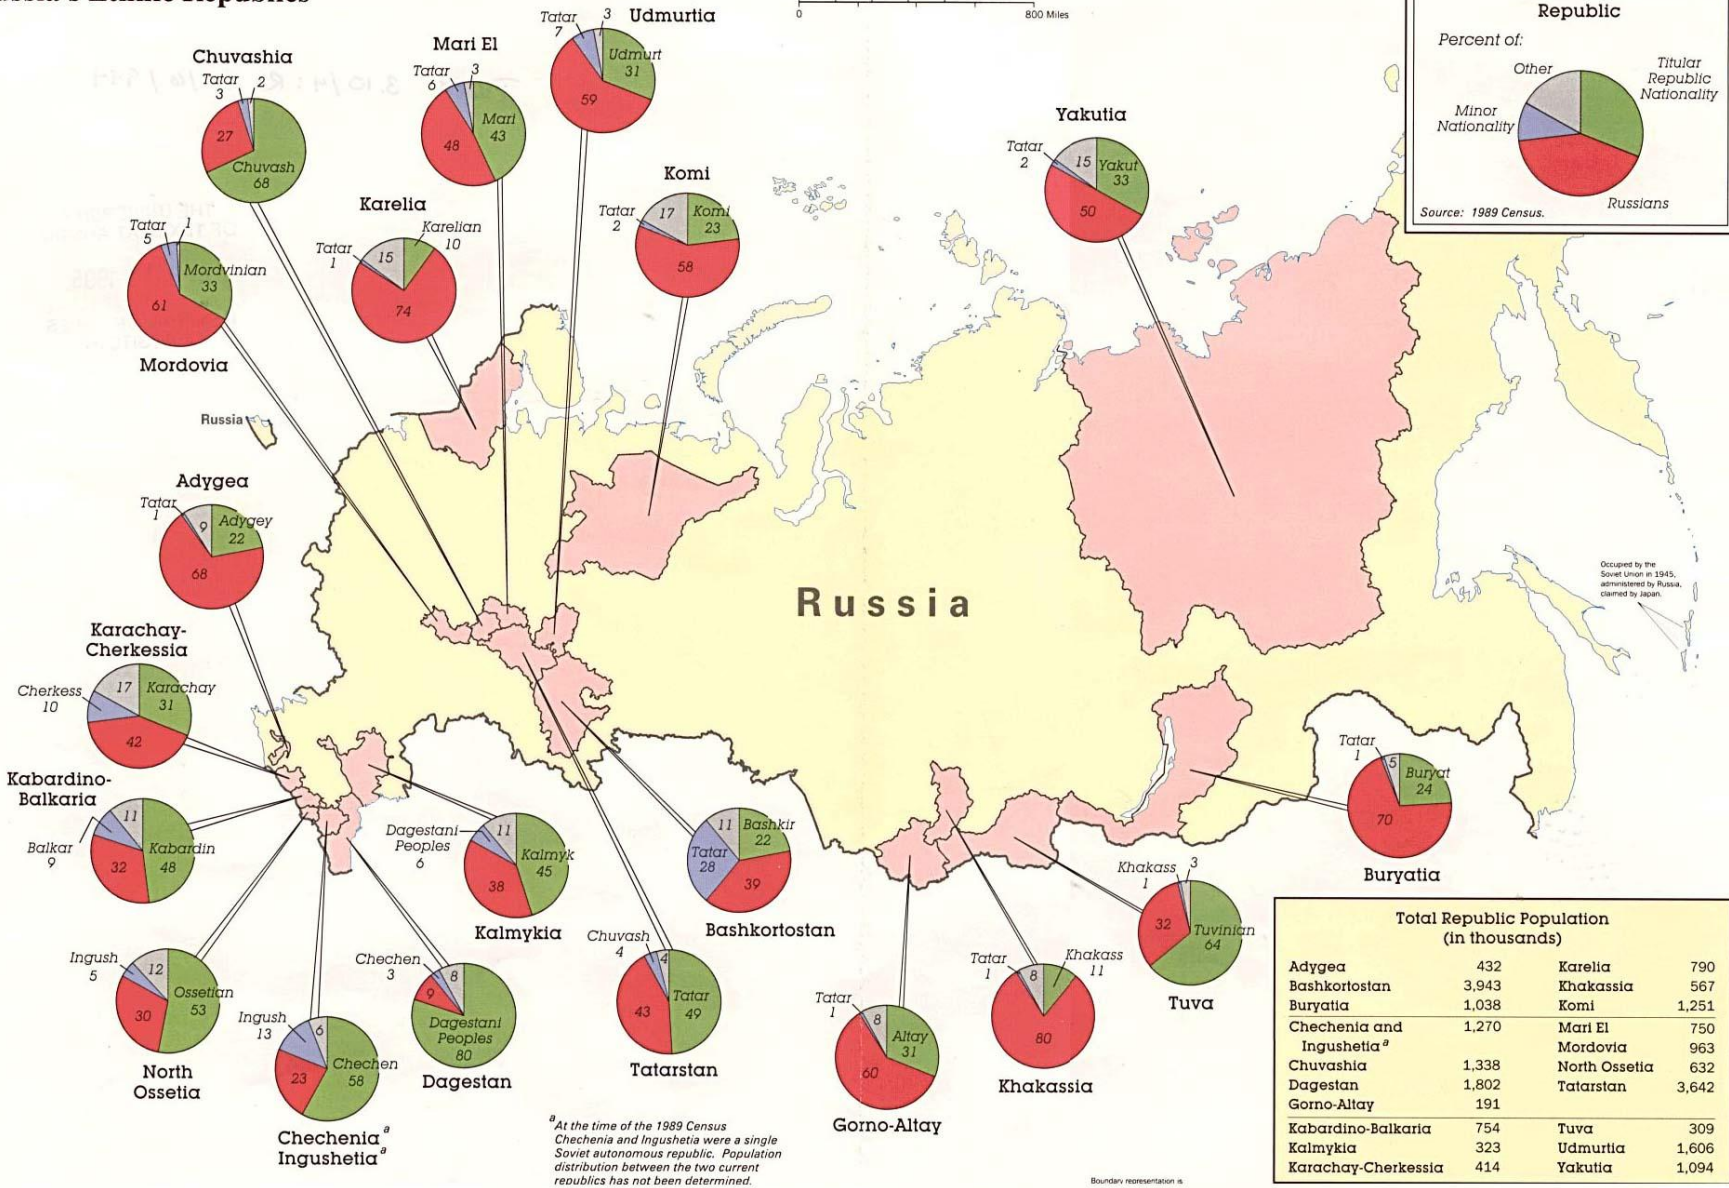 800 Miles
0
Udmurtia
Tatar
7
3
Udmurt
31
59
Mari El
Tatar
6
3
Mari
43
48
Chuvashia
Tatar
3
2
27
Chuvash
68
Karelia
Karelian
10
Tatar
1
15
74
Komi
Tatar
2
17
Komi
23
58
Yakutia
Tatar
2
15
Yakut
33
50
Republic
Percent of:
Other
Titular
Republic
Nationality
Minor
Nationality
Russians
Source: 1989 Census.
Tatar
5
1
Mordvinian
33
61
Mordovia
Russia
Adygea
Tatar
1
9
Adygey
22
68
Karachay-
Cherkessia
Cherkess
10
17
Karachay
31
42
Kabardino-
Balkaria
Balkar
9
11
Kabardin
48
32
Russia
Occupied by the
Soviet Union in 1945,
administered by Russia,
claimed by Japan.
Ingush
5
12
Ossetian
53
30
North
Ossetia
Ingush
13
6
Chechen
58
23
Chechenia a
Ingushetia a
Chechen
3
8
9
Dagestani
Peoples
80
Dagestan
Dagestani
Peoples
6
11
Kalmyk
45
38
Kalmykia
Chuvash
4
4
Tatar
49
43
Tatarstan
11
Bashkir
22
Tatar
28
39
Bashkortostan
Tatar
1
8
Altay
31
60
Gorno-Altay
Tatar
1
8
Khakass
11
80
Khakassia
Khakass
1
3
32
Tuvinian
64
Tuva
Tatar
1
5
Buryat
24
70
Buryatia
a At the time of the 1989 Census
Chechenia and Ingushetia were a single
Soviet autonomous republic. Population
distribution between the two current
republics has not been determined.
Boundary representation is
Total Republic Population
(in thousands)
Adygea 432 Karelia 790
Bashkortostan 3,943 Khakassia 567
Buryatia 1,038 Komi 1,251
Chechenia and 1,270 Mari El 750
Ingushetia a Mordovia 963
Chuvashia 1,338 North Ossetia 632
Dagestan 1,802 Tatarstan 3,642
Gorno-Altay 191
Kabardino-Balkaria 754 Tuva 309
Kalmykia 323 Udmurtia 1,606
Karachay-Cherkessia 414 Yakutia 1,094